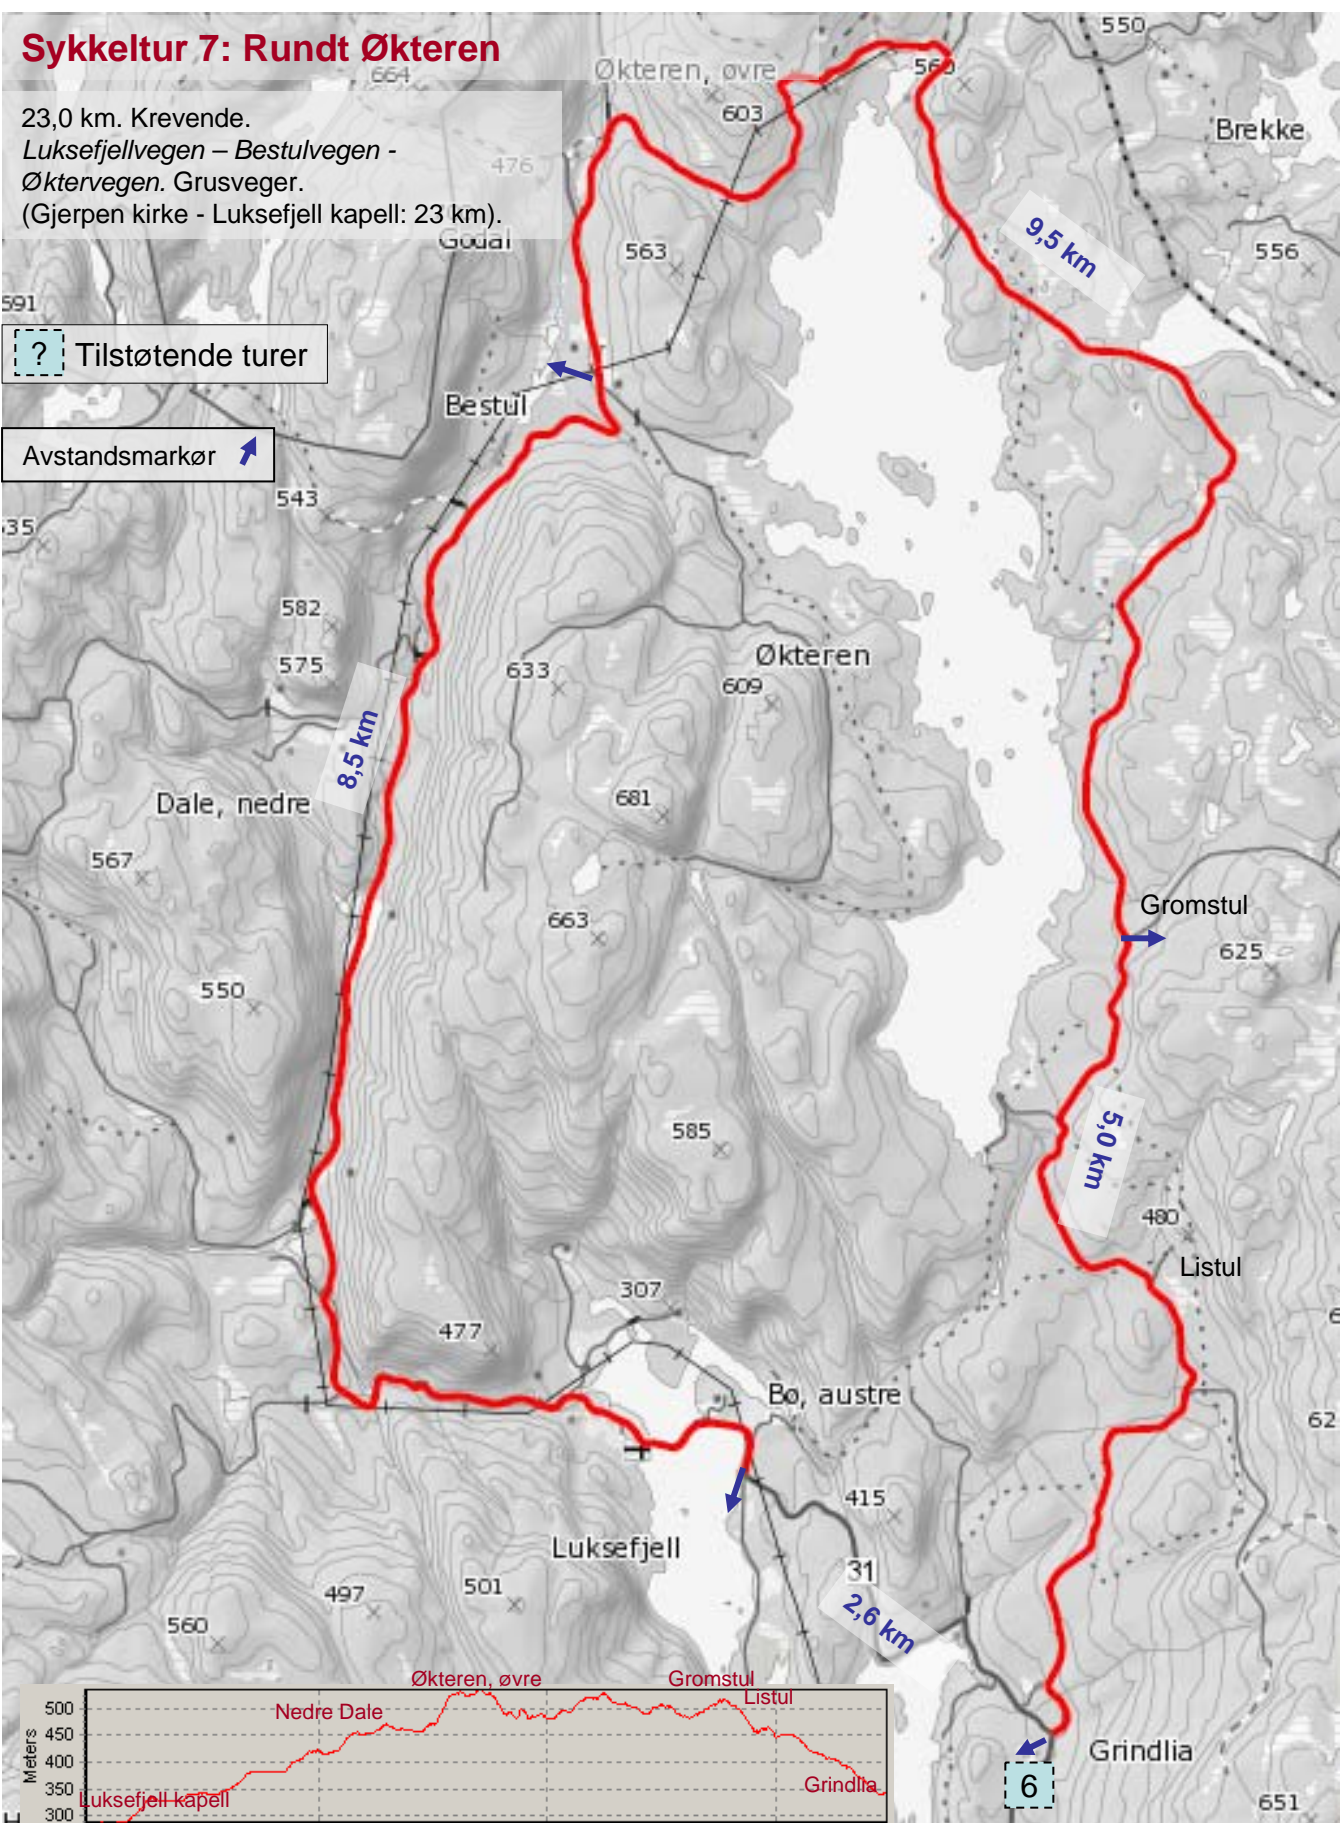 Sykkeltur 7: Rundt Økteren
23,0 km. Krevende.
Luksefjellvegen – Bestulvegen -
Øktervegen. Grusveger.
(Gjerpen kirke - Luksefjell kapell: 23 km).
550
664
Økteren, øvre
560
603
Brekke
476
Godal
563
9,5 km
556
591
? Tilstøtende turer
Bestul
Avstandsmarkør
543
582
575
633
Økteren
609
8,5 km
Dale, nedre
681
567
Gromstul
663
625
550
585
5,0 km
480
Listul
307
477
Bø, austre
62
415
Luksefjell
31
497
501
2,6 km
560
Økteren, øvre
Gromstul
Listul
Nedre Dale
Meters
500
450
400
350
300
Luksefjell kapell
Grindlia
Grindlia
6
651